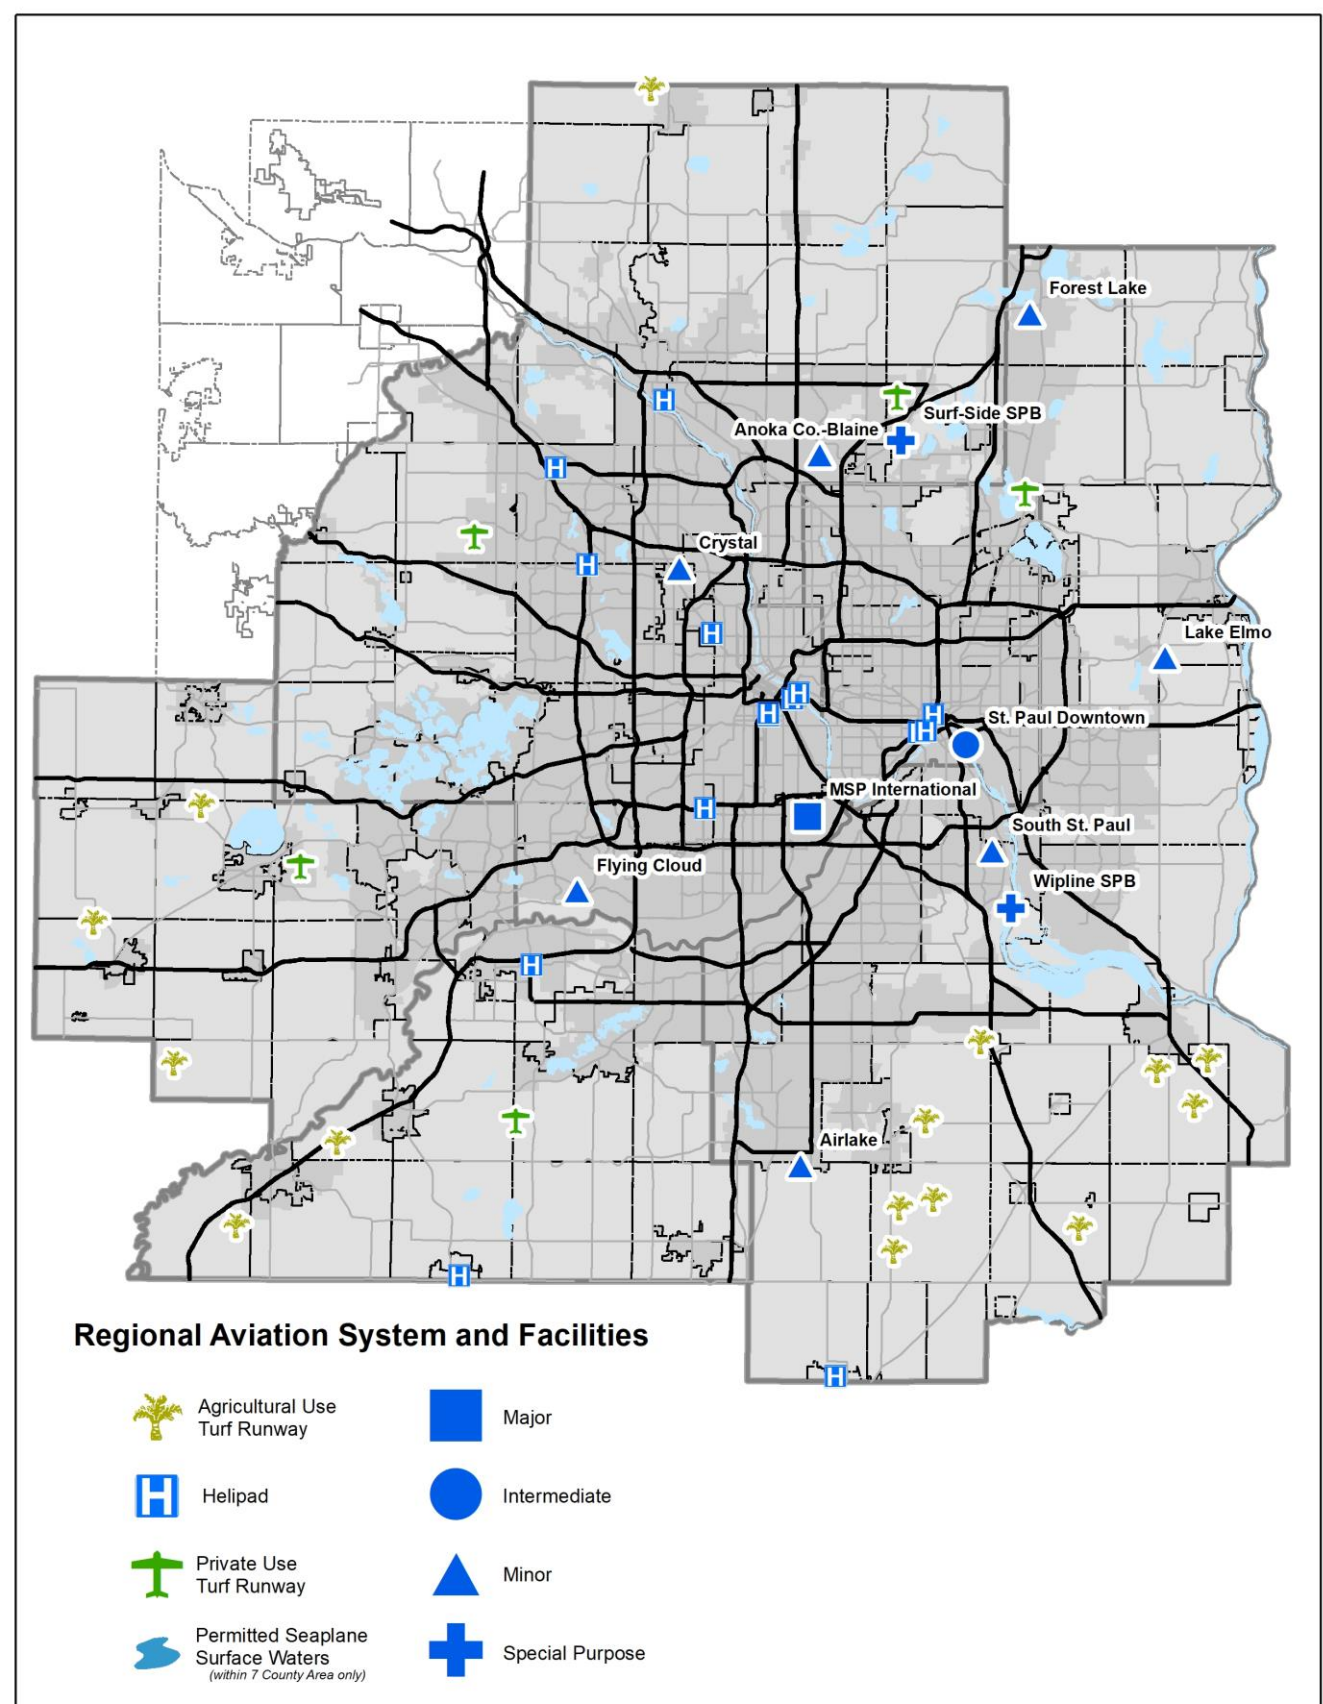 Forest Lake
Surf-Side SPB
Anoka Co.-Blaine
H
H
Crystal
H
H
Lake Elmo
H
H
H
St. Paul Downtown
H
MSP International
H
South St. Paul
Flying Cloud
Wipline SPB
H
Airlake
H
Regional Aviation System and Facilities
H
Agricultural Use
Turf Runway
Major
H
Helipad
Intermediate
Private Use
Turf Runway
Minor
Permitted Seaplane
Surface Waters
(within 7 County Area only)
Special Purpose